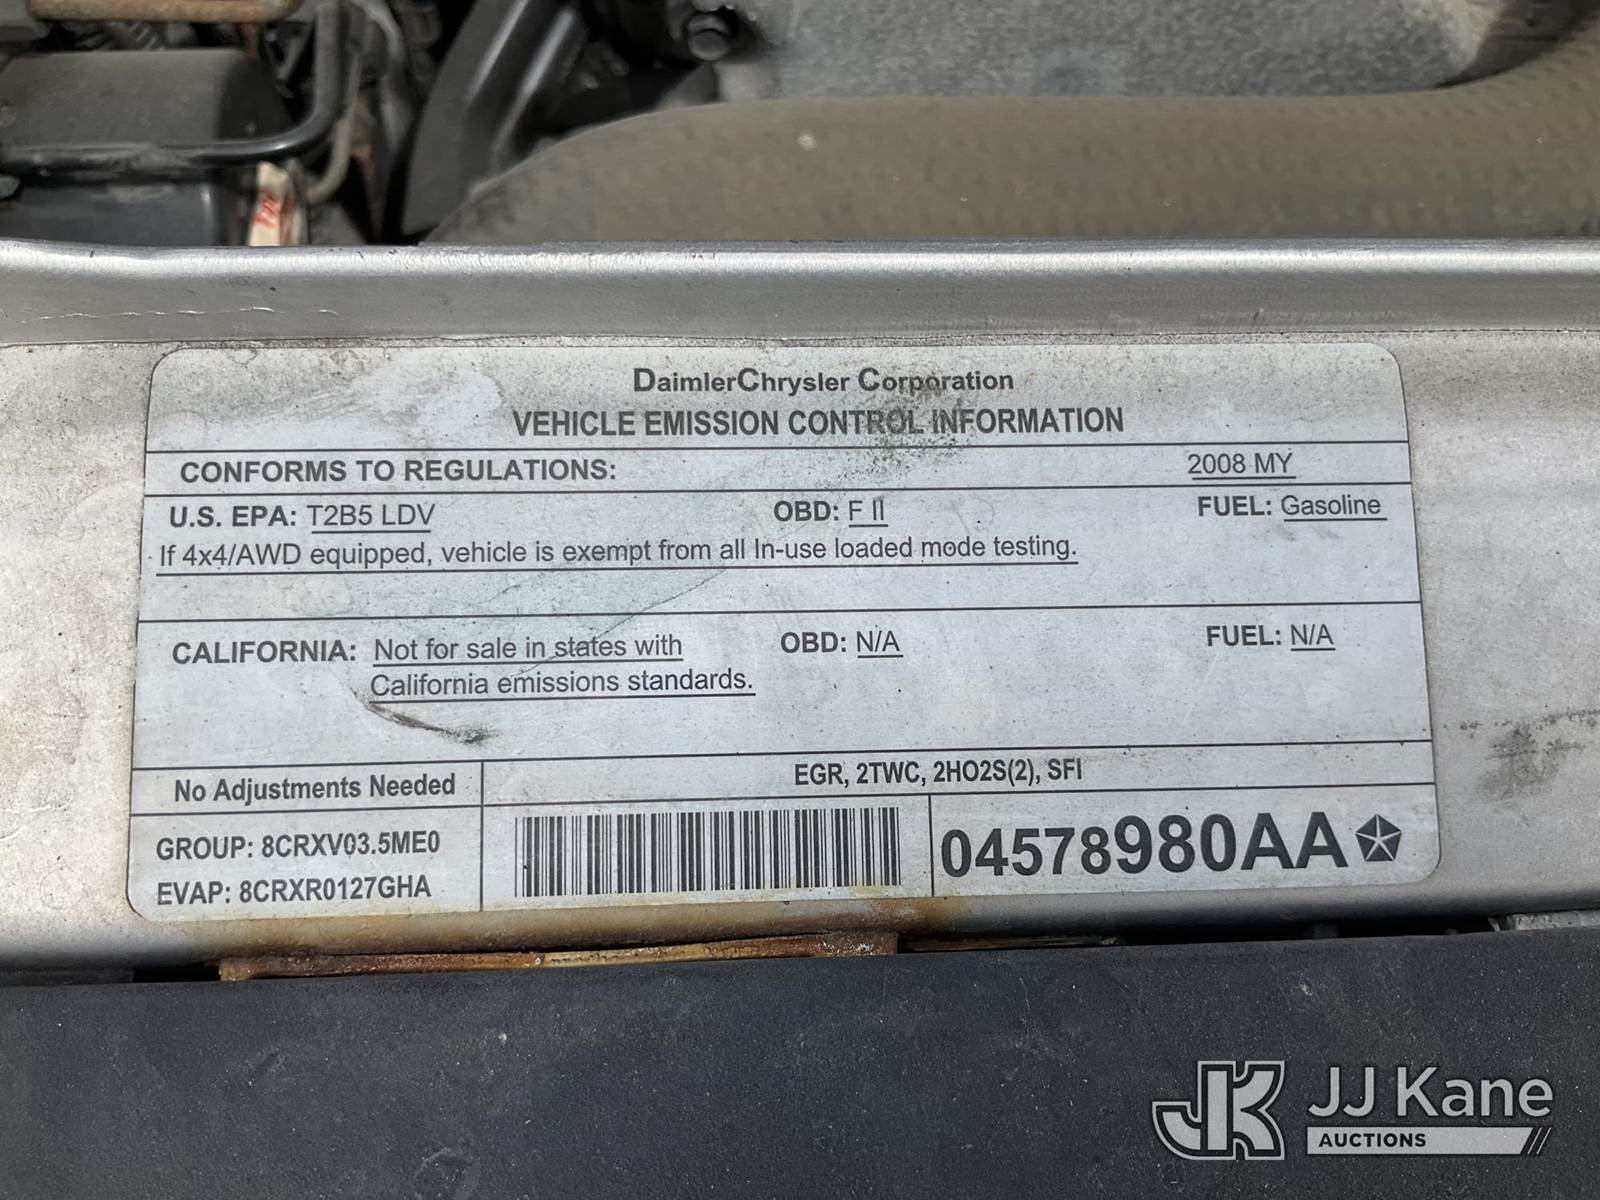 DaimlerChrysler Corporation
VEHICLE EMISSION CONTROL INFORMATION
CONFORMS TO REGULATIONS: 2008 MY
U.S. EPA: T2B5 LDV OBD: F II FUEL: Gasoline
If 4x4/AWD equipped, vehicle is exempt from all In-use loaded mode testing.
CALIFORNIA: Not for sale in states with OBD: N/A FUEL: N/A
California emissions standards.
No Adjustments Needed EGR, 2TWC, 2HO2S(2), SFI
GROUP: 8CRXV03.5ME0 04578980AA
EVAP: 8CRXR0127GHA
JK JJ Kane
AUCTIONS